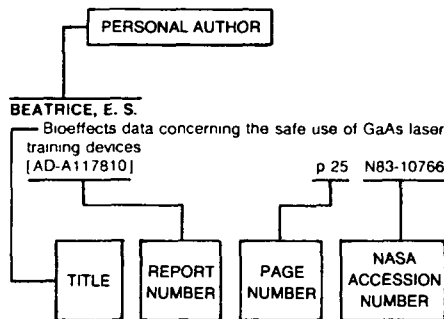 PERSONAL AUTHOR
BEATRICE, E. S.
Bioeffects data concerning the safe use of GaAs laser
training devices
[AD-A117810] p 25 N83-10766
TITLE
REPORT
NUMBER
PAGE
NUMBER
NASA
ACCESSION
NUMBER